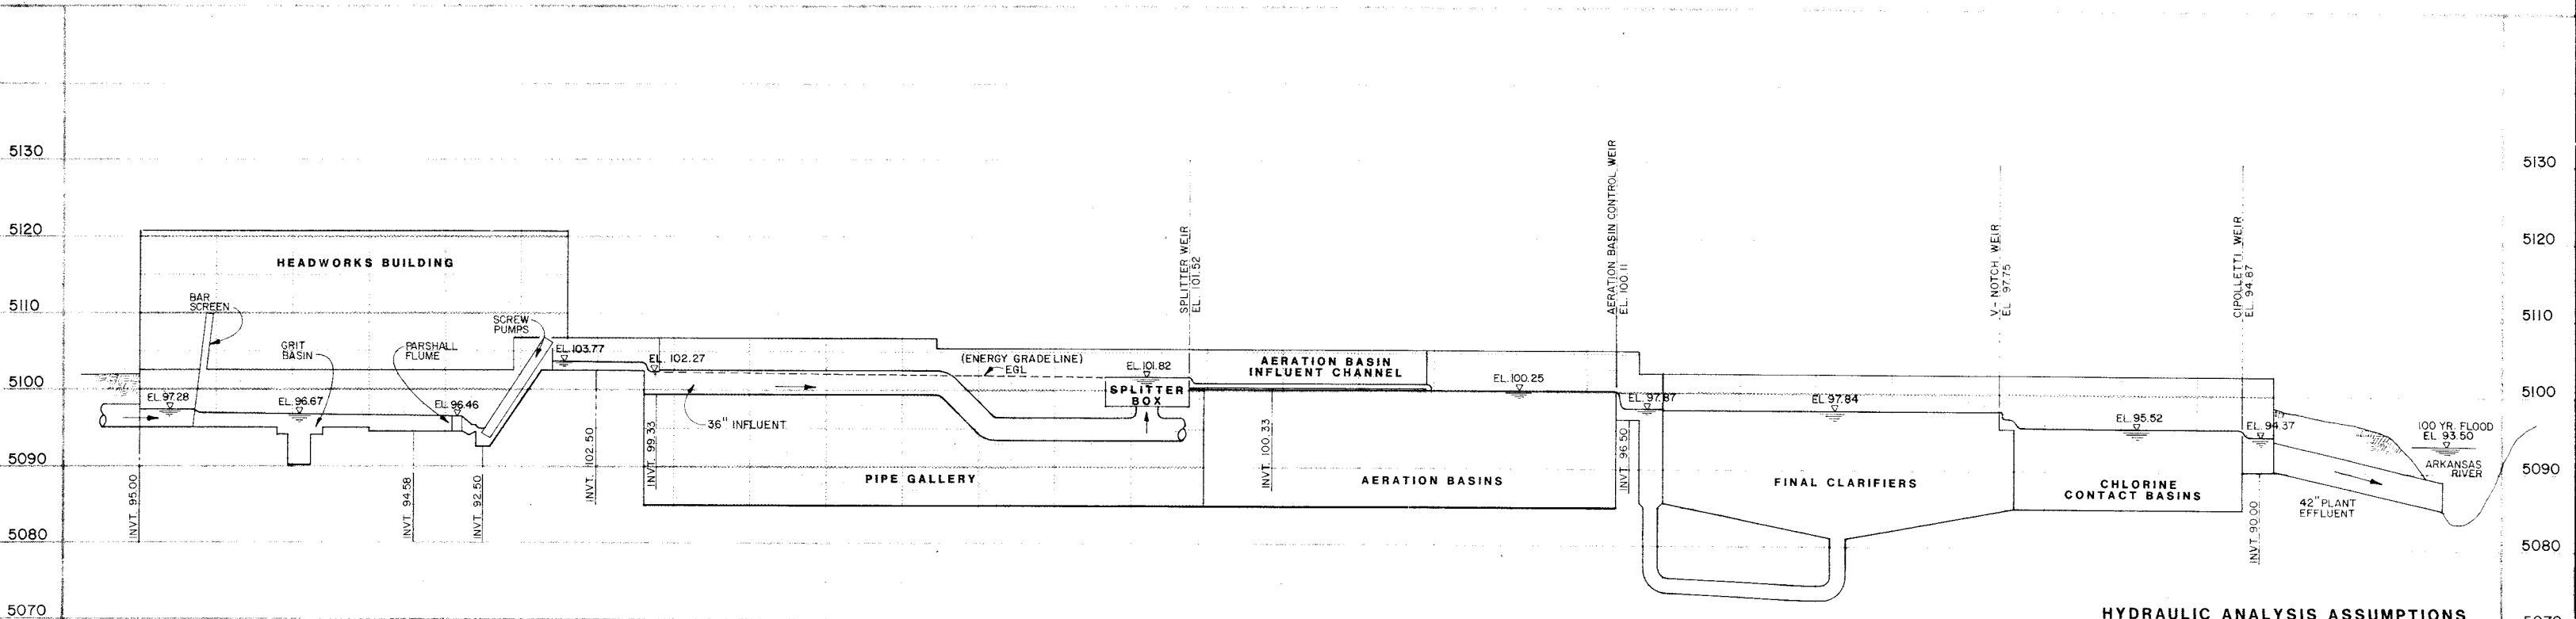 5130
5120
5110
5100
5090
5080
5070
HEADWORKS BUILDING
BAR
SCREEN
GRIT
BASIN
PARSHALL
FLUME
SCREW
PUMPS
EL. 97.28
EL. 96.67
EL. 96.46
EL. 103.77
EL. 102.27
INVT. 95.00
INVT. 94.58
INVT. 92.50
INVT. 102.50
INVT. 99.33
36" INFLUENT
(ENERGY GRADELINE)
EGL
EL. 101.82
SPLITTER
BOX
PIPE GALLERY
SPLITTER WEIR
EL. 101.52
AERATION BASIN
INFLUENT CHANNEL
INVT. 100.33
EL. 100.25
AERATION BASINS
AERATION BASIN CONTROL WEIR
EL. 100.11
EL. 97.87
INVT. 96.50
EL. 97.84
FINAL CLARIFIERS
V-NOTCH WEIR
EL 97.75
EL. 95.52
CHLORINE
CONTACT BASINS
CIPOLLETTI WEIR
EL. 94.87
EL. 94.37
INVT 90.00
42" PLANT
EFFLUENT
100 YR. FLOOD
EL. 93.50
ARKANSAS
RIVER
5130
5120
5110
5100
5090
5080
HYDRAULIC ANALYSIS ASSUMPTIONS